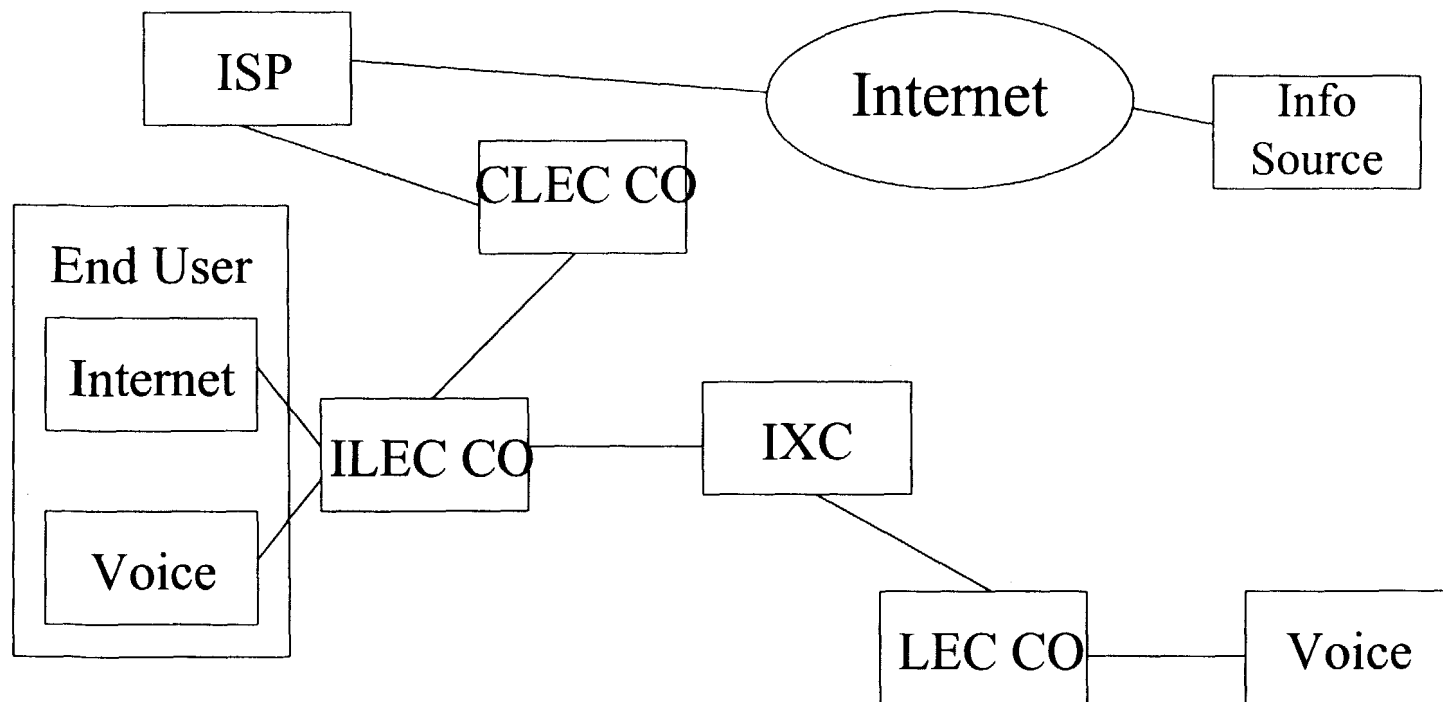 ISP
Internet
Info
Source
CLEC CO
End User
Internet
ILEC CO
IXC
Voice
LEC CO
Voice